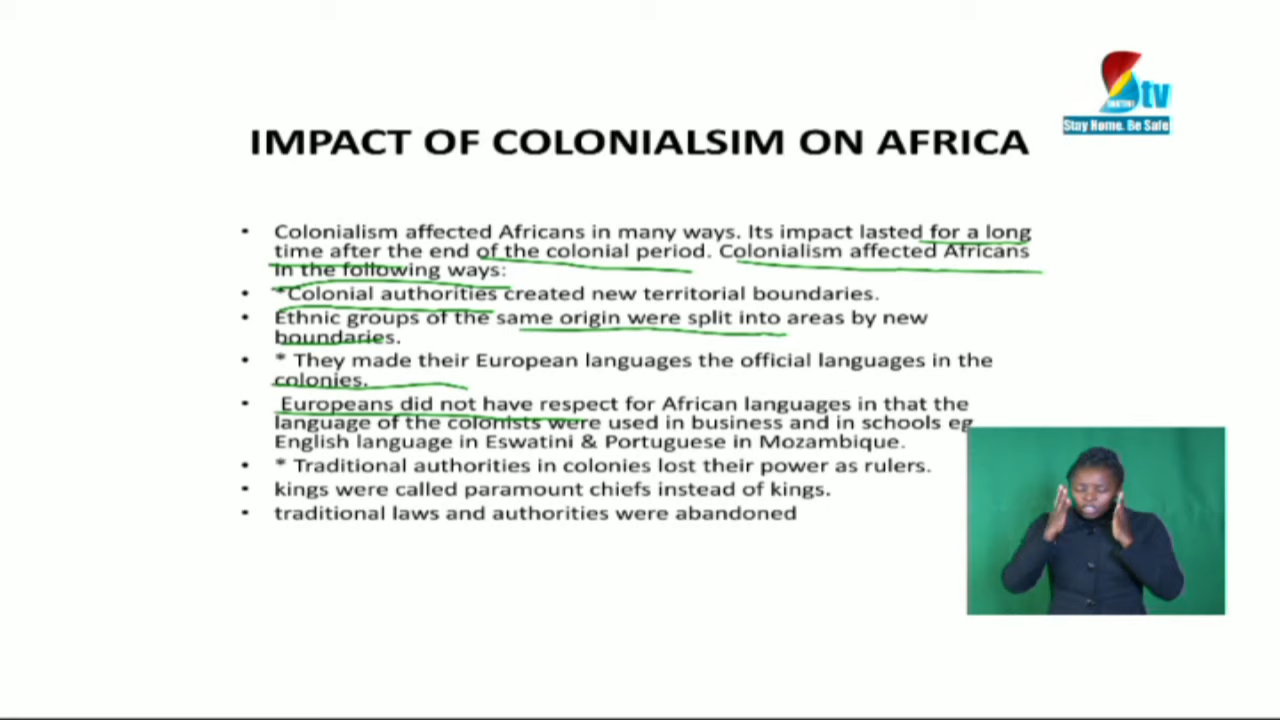 tv
Stay Home. Be Safe
IMPACT OF COLONIALSIM ON AFRICA
• Colonialism affected Africans in many ways. Its impact lasted for a long
time after the end of the colonial period. Colonialism affected Africans
in the following ways:
• *Colonial authorities created new territorial boundaries.
• Ethnic groups of the same origin were split into areas by new
boundaries.
• * They made their European languages the official languages in the
colonies.
• Europeans did not have respect for African languages in that the
language of the colonists were used in business and in schools eg
English language in Eswatini & Portuguese in Mozambique.
• * Traditional authorities in colonies lost their power as rulers.
• kings were called paramount chiefs instead of kings.
• traditional laws and authorities were abandoned